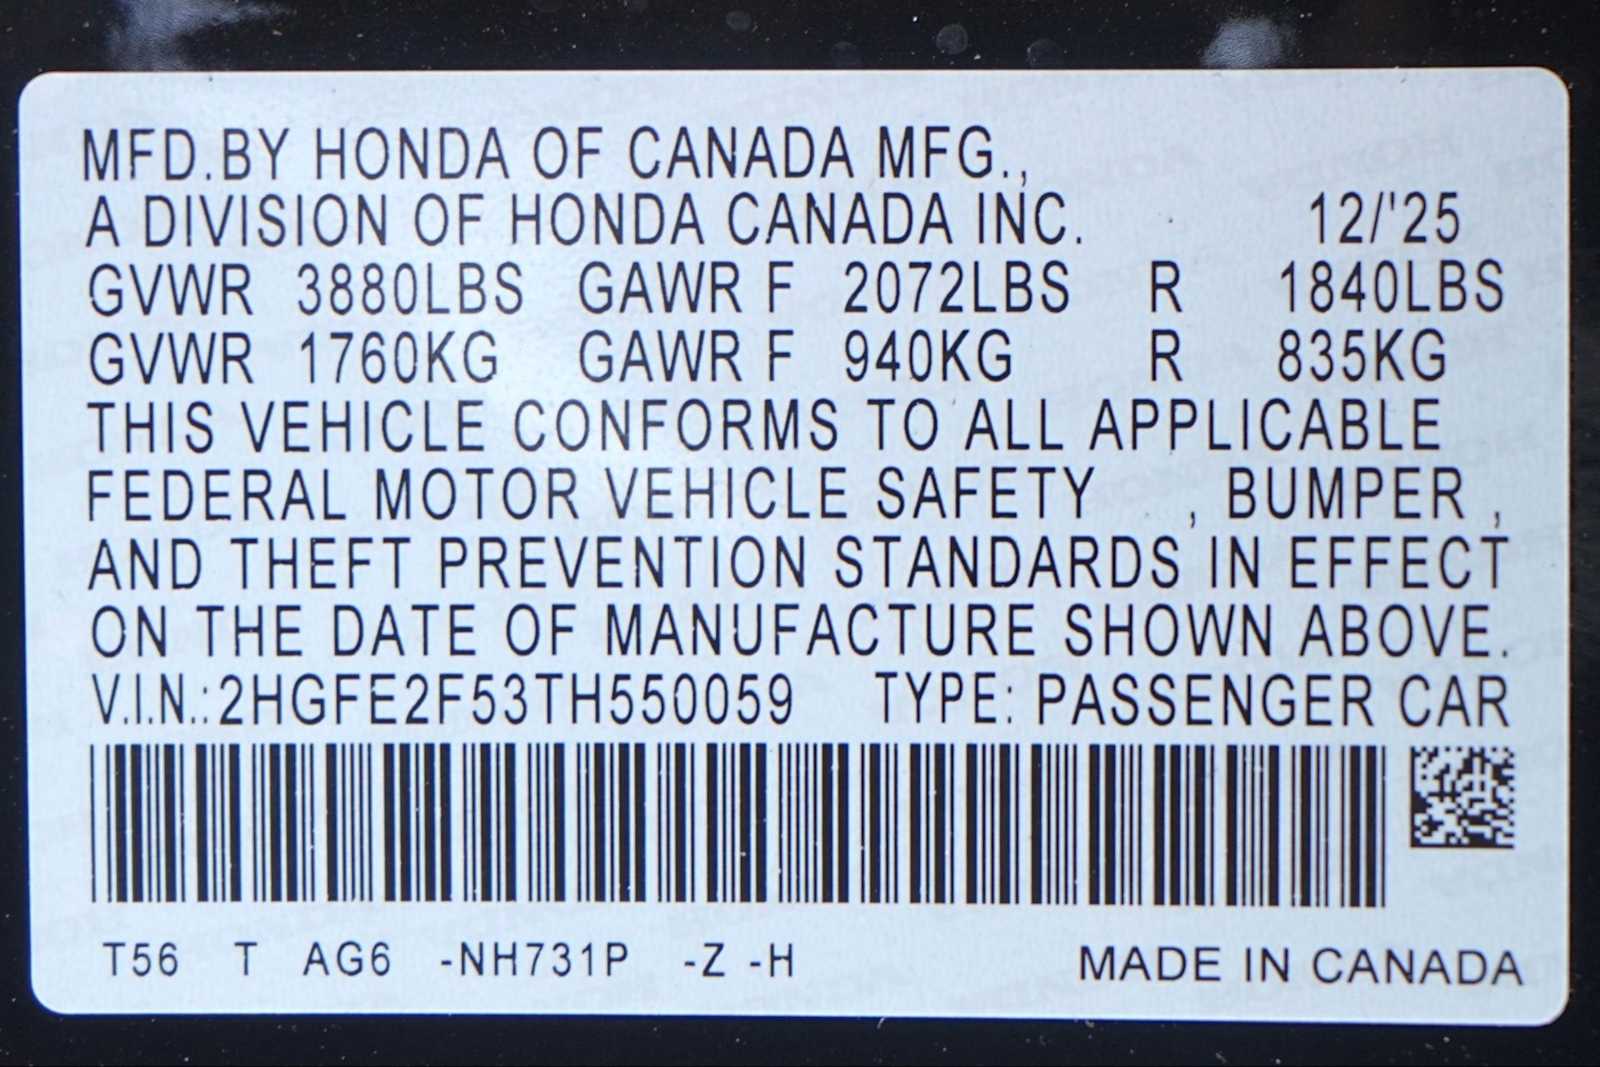 MFD.BY HONDA OF CANADA MFG.,
A DIVISION OF HONDA CANADA INC. 12/'25
GVWR 3880LBS GAWR F 2072LBS R 1840LBS
GVWR 1760KG GAWR F 940KG R 835KG
THIS VEHICLE CONFORMS TO ALL APPLICABLE
FEDERAL MOTOR VEHICLE SAFETY , BUMPER ,
AND THEFT PREVENTION STANDARDS IN EFFECT
ON THE DATE OF MANUFACTURE SHOWN ABOVE.
V.I.N.:2HGFE2F53TH550059 TYPE: PASSENGER CAR
T56 T AG6 -NH731P -Z -H MADE IN CANADA